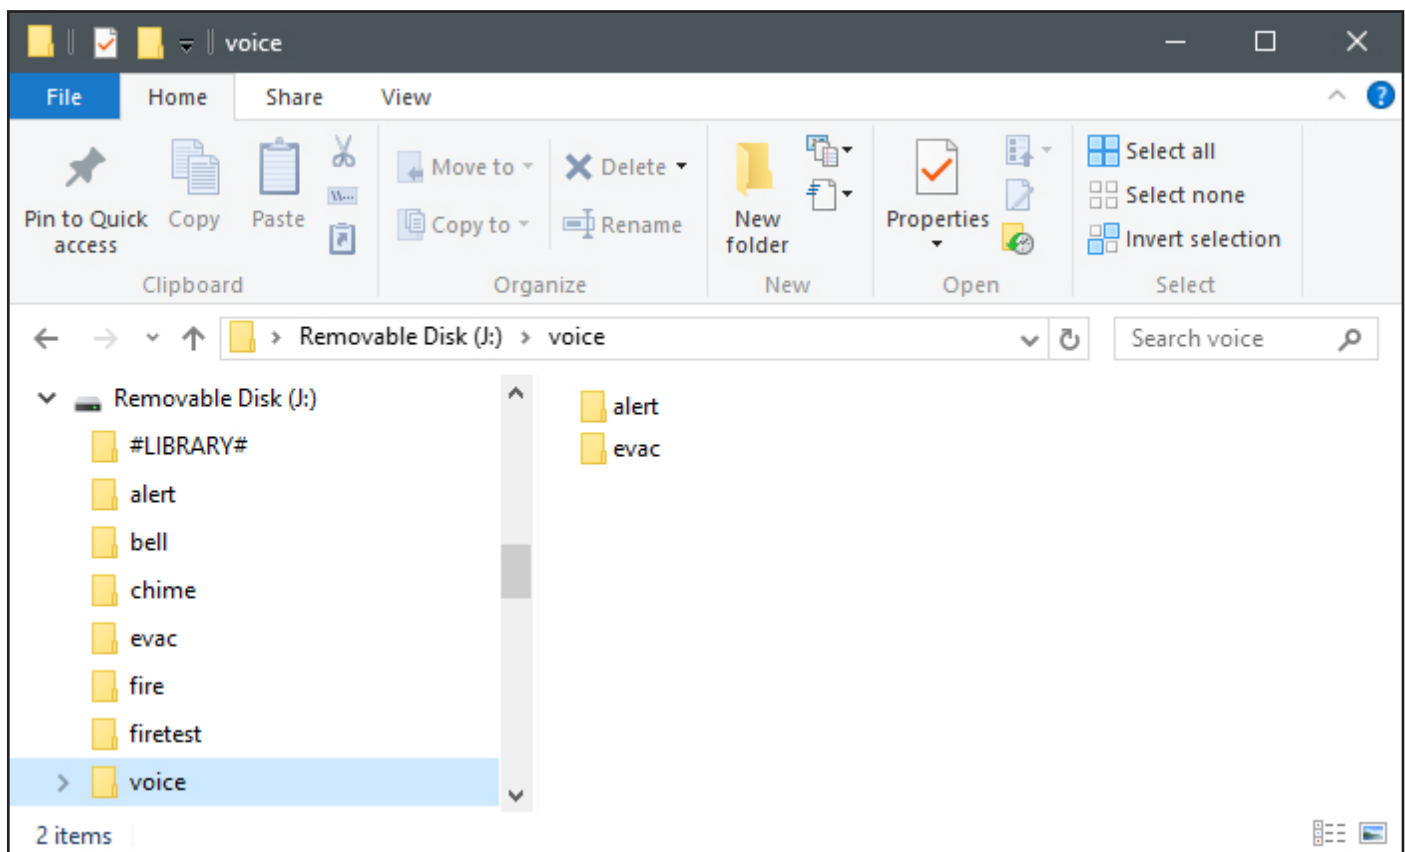 voice
File Home Share View
Pin to Quick access
Copy
Paste
Move to
Copy to
Delete
Rename
New folder
Properties
Select all
Select none
Invert selection
Clipboard Organize New Open Select
Removable Disk (J:) voice
Search voice
Removable Disk (J:)
#LIBRARY#
alert
bell
chime
evac
fire
firetest
voice
alert
evac
2 items